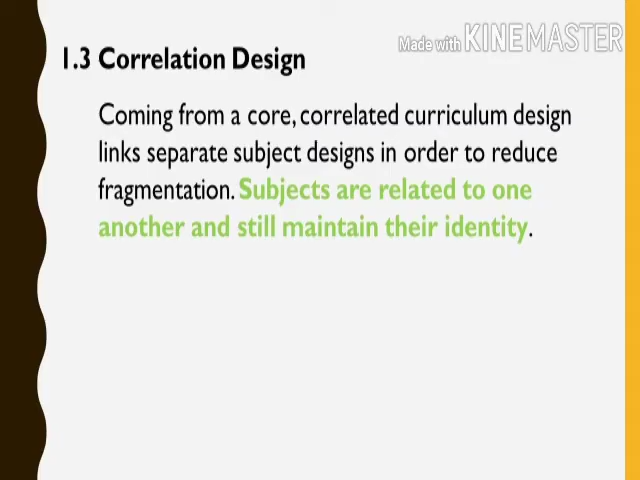 Made with KINEMASTER
1.3 Correlation Design
Coming from a core, correlated curriculum design
links separate subject designs in order to reduce
fragmentation. Subjects are related to one
another and still maintain their identity.